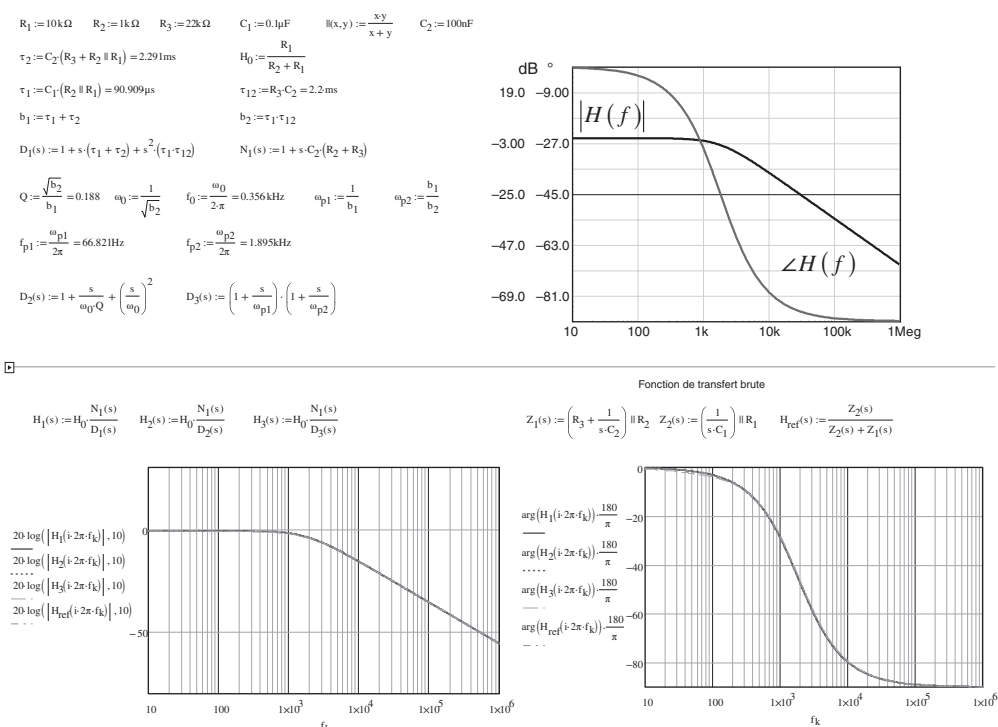 R₁ := 10kΩ R₂ := 1kΩ R₃ := 22kΩ C₁ := 0.1μF ∥(x,y) := x·y/(x + y) C₂ := 100nF
τ₂ := C₂·(R₃ + R₂ ∥ R₁) = 2.291ms H₀ := R₁/(R₂ + R₁)
τ₁ := C₁·(R₂ ∥ R₁) = 90.909μs τ₁₂ := R₃·C₂ = 2.2·ms
b₁ := τ₁ + τ₂ b₂ := τ₁·τ₁₂
D₁(s) := 1 + s·(τ₁ + τ₂) + s²·(τ₁·τ₁₂) N₁(s) := 1 + s·C₂·(R₂ + R₃)
Q := √b₂/b₁ = 0.188 ω₀ := 1/√b₂ f₀ := ω₀/(2·π) = 0.356kHz ωp1 := 1/b₁ ωp2 := b₁/b₂
fp1 := ωp1/2π = 66.821Hz fp2 := ωp2/2π = 1.895kHz
D₂(s) := 1 + s/(ω₀·Q) + (s/ω₀)² D₃(s) := (1 + s/ωp1)·(1 + s/ωp2)
dB °
19.0 -9.00
-3.00 -27.0
-25.0 -45.0
-47.0 -63.0
-69.0 -81.0
|H(f)|
∠H(f)
10 100 1k 10k 100k 1Meg
Fonction de transfert brute
H₁(s) := H₀·N₁(s)/D₁(s) H₂(s) := H₀·N₁(s)/D₂(s) H₃(s) := H₀·N₁(s)/D₃(s)
Z₁(s) := (R₃ + 1/(s·C₂)) ∥ R₂ Z₂(s) := (1/(s·C₁)) ∥ R₁ Href(s) := Z₂(s)/(Z₂(s) + Z₁(s))
20·log(|H₁(i·2π·fk)|,10)
20·log(|H₂(i·2π·fk)|,10)
20·log(|H₃(i·2π·fk)|,10)
20·log(|Href(i·2π·fk)|,10)
0
−50
10 100 1×10³ 1×10⁴ 1×10⁵ 1×10⁶
arg(H₁(i·2π·fk))·180/π
arg(H₂(i·2π·fk))·180/π
arg(H₃(i·2π·fk))·180/π
arg(Href(i·2π·fk))·180/π
0
−20
−40
−60
−80
10 100 1×10³ 1×10⁴ 1×10⁵ 1×10⁶
fk